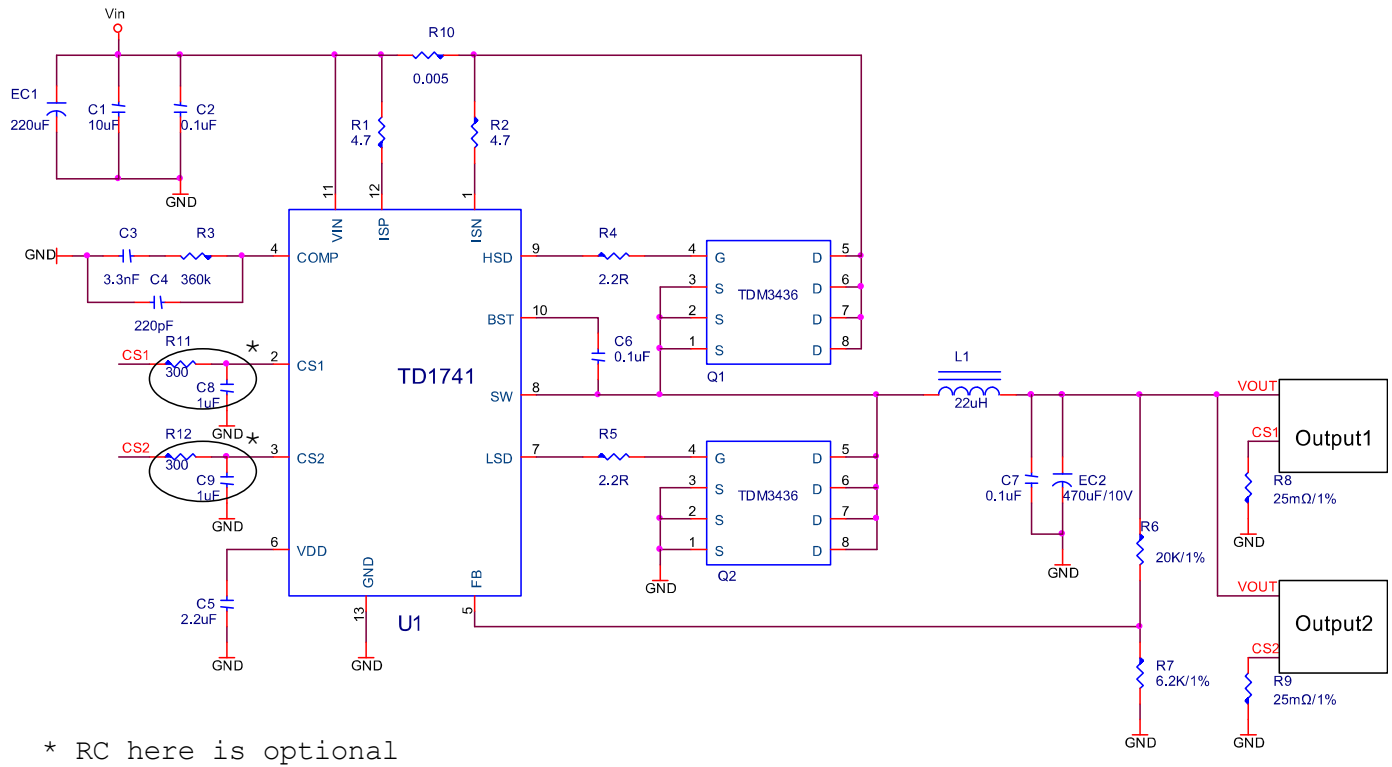 Vin
R10
0.005
EC1
220uF
C1
10uF
C2
0.1uF
R1
4.7
R2
4.7
GND
11
12
1
VIN
ISP
ISN
C3
R3
GND
4
COMP
3.3nF
C4
360k
220pF
HSD
9
R4
2.2R
4
G
D
5
3
S
D
6
TDM3436
2
S
D
7
1
S
D
8
Q1
BST
10
C6
0.1uF
CS1
R11
*
300
2
CS1
C8
1uF
GND
TD1741
SW
8
L1
22uH
CS2
R12
*
300
3
CS2
C9
1uF
GND
LSD
7
R5
2.2R
4
G
D
5
3
S
D
6
TDM3436
2
S
D
7
1
S
D
8
GND
Q2
C7
0.1uF
EC2
470uF/10V
GND
VOUT
Output1
CS1
R8
25mΩ/1%
GND
R6
20K/1%
6
VDD
C5
2.2uF
GND
GND
13
GND
U1
FB
5
VOUT
Output2
CS2
R9
25mΩ/1%
GND
R7
6.2K/1%
GND
* RC here is optional